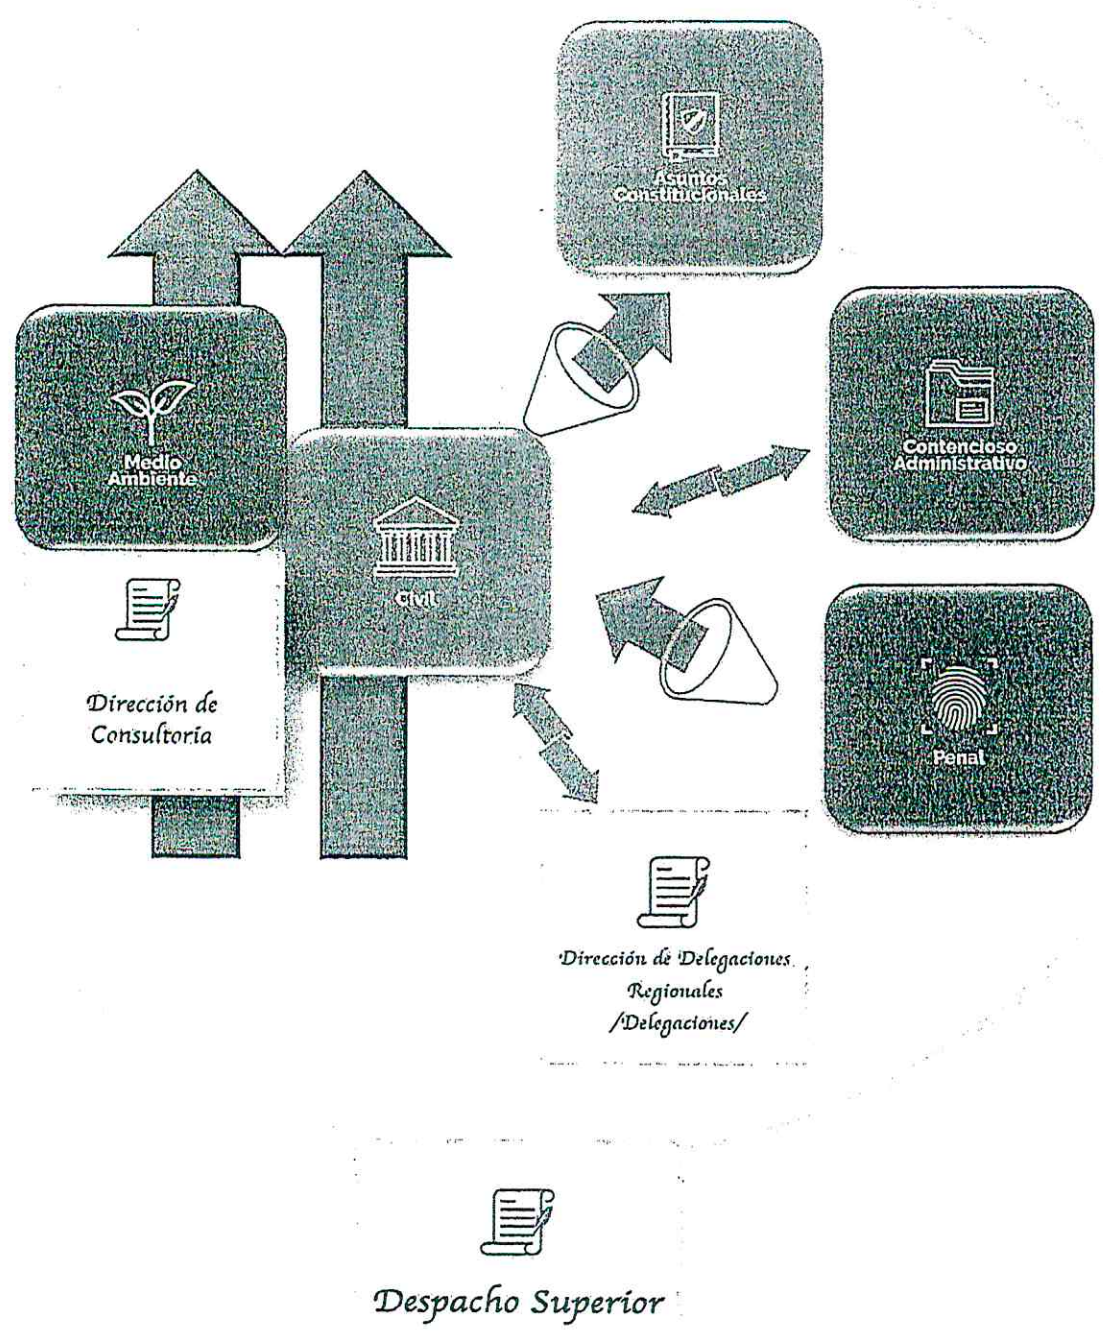 Asuntos
Constitucionales
Medio
Ambiente
Contencioso
Administrativo
Civil
Dirección de
Consultoría
Penal
Dirección de Delegaciones
Regionales
/Delegaciones/
Despacho Superior